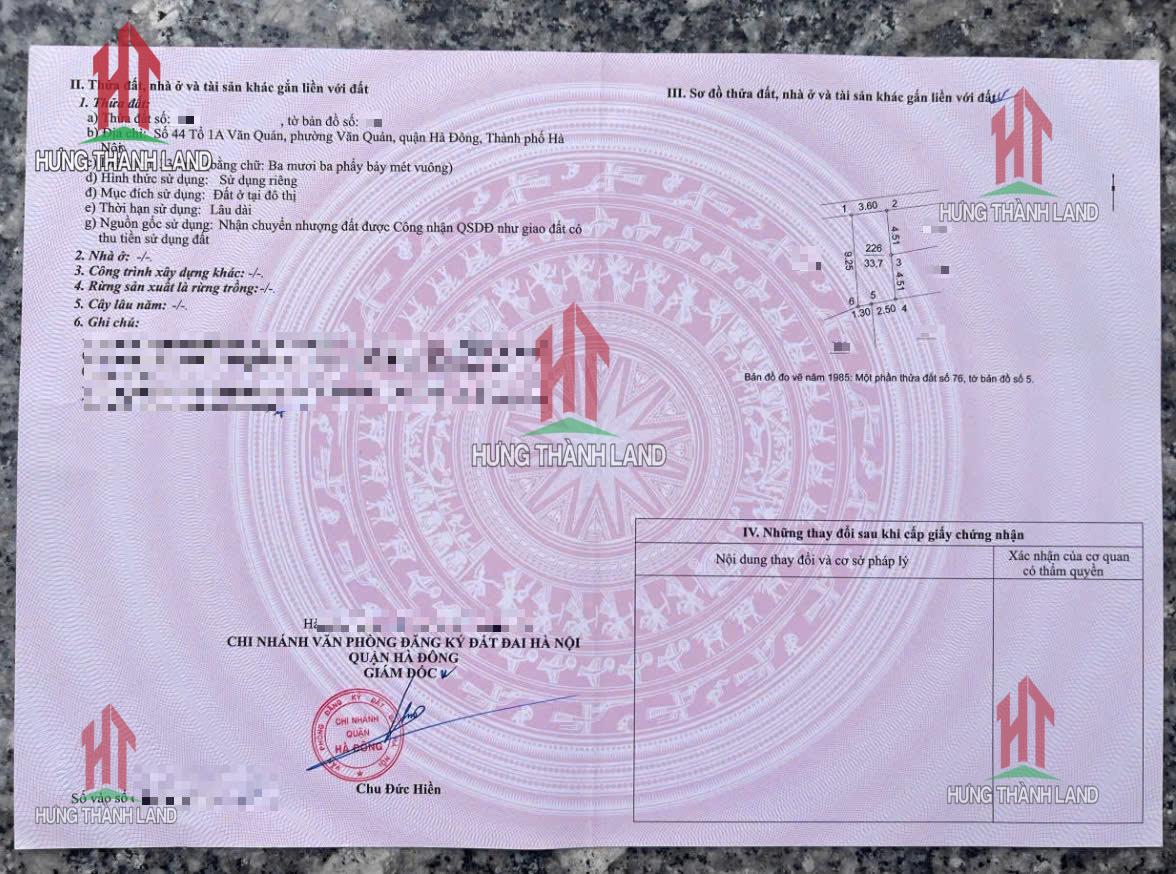 II. Thửa đất, nhà ở và tài sản khác gắn liền với đất
1. Thửa đất:
a) Thửa đất số: , tờ bản đồ số:
b) Địa chỉ: Số 44 Tổ 1A Văn Quán, phường Văn Quán, quận Hà Đông, Thành phố Hà
Nội
bằng chữ: Ba mươi ba phẩy bảy mét vuông)
d) Hình thức sử dụng: Sử dụng riêng
đ) Mục đích sử dụng: Đất ở tại đô thị
e) Thời hạn sử dụng: Lâu dài
g) Nguồn gốc sử dụng: Nhận chuyển nhượng đất được Công nhận QSDĐ như giao đất có
thu tiền sử dụng đất
2. Nhà ở: -/-.
3. Công trình xây dựng khác: -/-.
4. Rừng sản xuất là rừng trồng: -/-.
5. Cây lâu năm: -/-.
6. Ghi chú:
CHI NHÁNH VĂN PHÒNG ĐĂNG KÝ ĐẤT ĐAI HÀ NỘI
QUẬN HÀ ĐÔNG
GIÁM ĐỐC
CHI NHÁNH
QUẬN
HÀ ĐÔNG
Chu Đức Hiền
Số vào sổ
III. Sơ đồ thửa đất, nhà ở và tài sản khác gắn liền với đất
1 3.60 2
4.51
9.25
226
33,7
3
4.51
6 5
1.30 2.50 4
Bản đồ đo vẽ năm 1985: Một phần thửa đất số 76, tờ bản đồ số 5.
IV. Những thay đổi sau khi cấp giấy chứng nhận
Nội dung thay đổi và cơ sở pháp lý
Xác nhận của cơ quan
có thẩm quyền
HƯNG THÀNH LAND
HƯNG THÀNH LAND
HƯNG THÀNH LAND
HƯNG THÀNH LAND
HƯNG THÀNH LAND